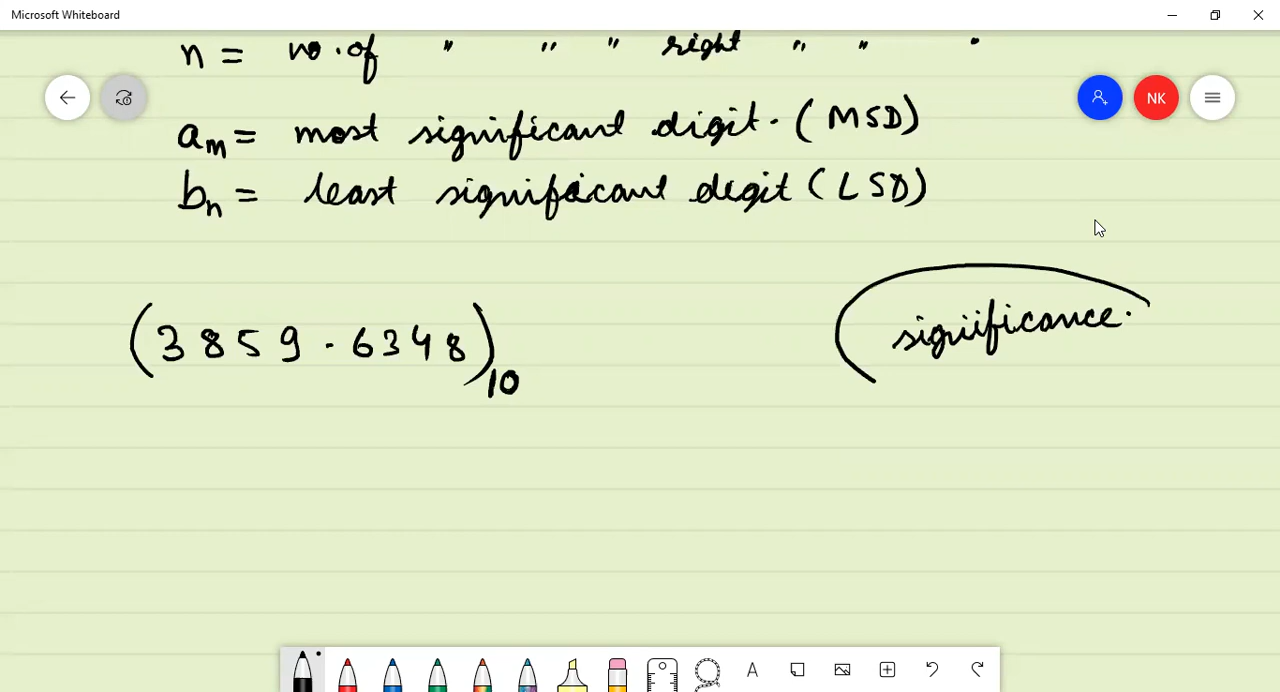 Microsoft Whiteboard
n = no. of " " " right " " .
NK
am = most significant digit. (MSD)
bn = least significant digit (LSD)
(3859.6348)10
significance.
A